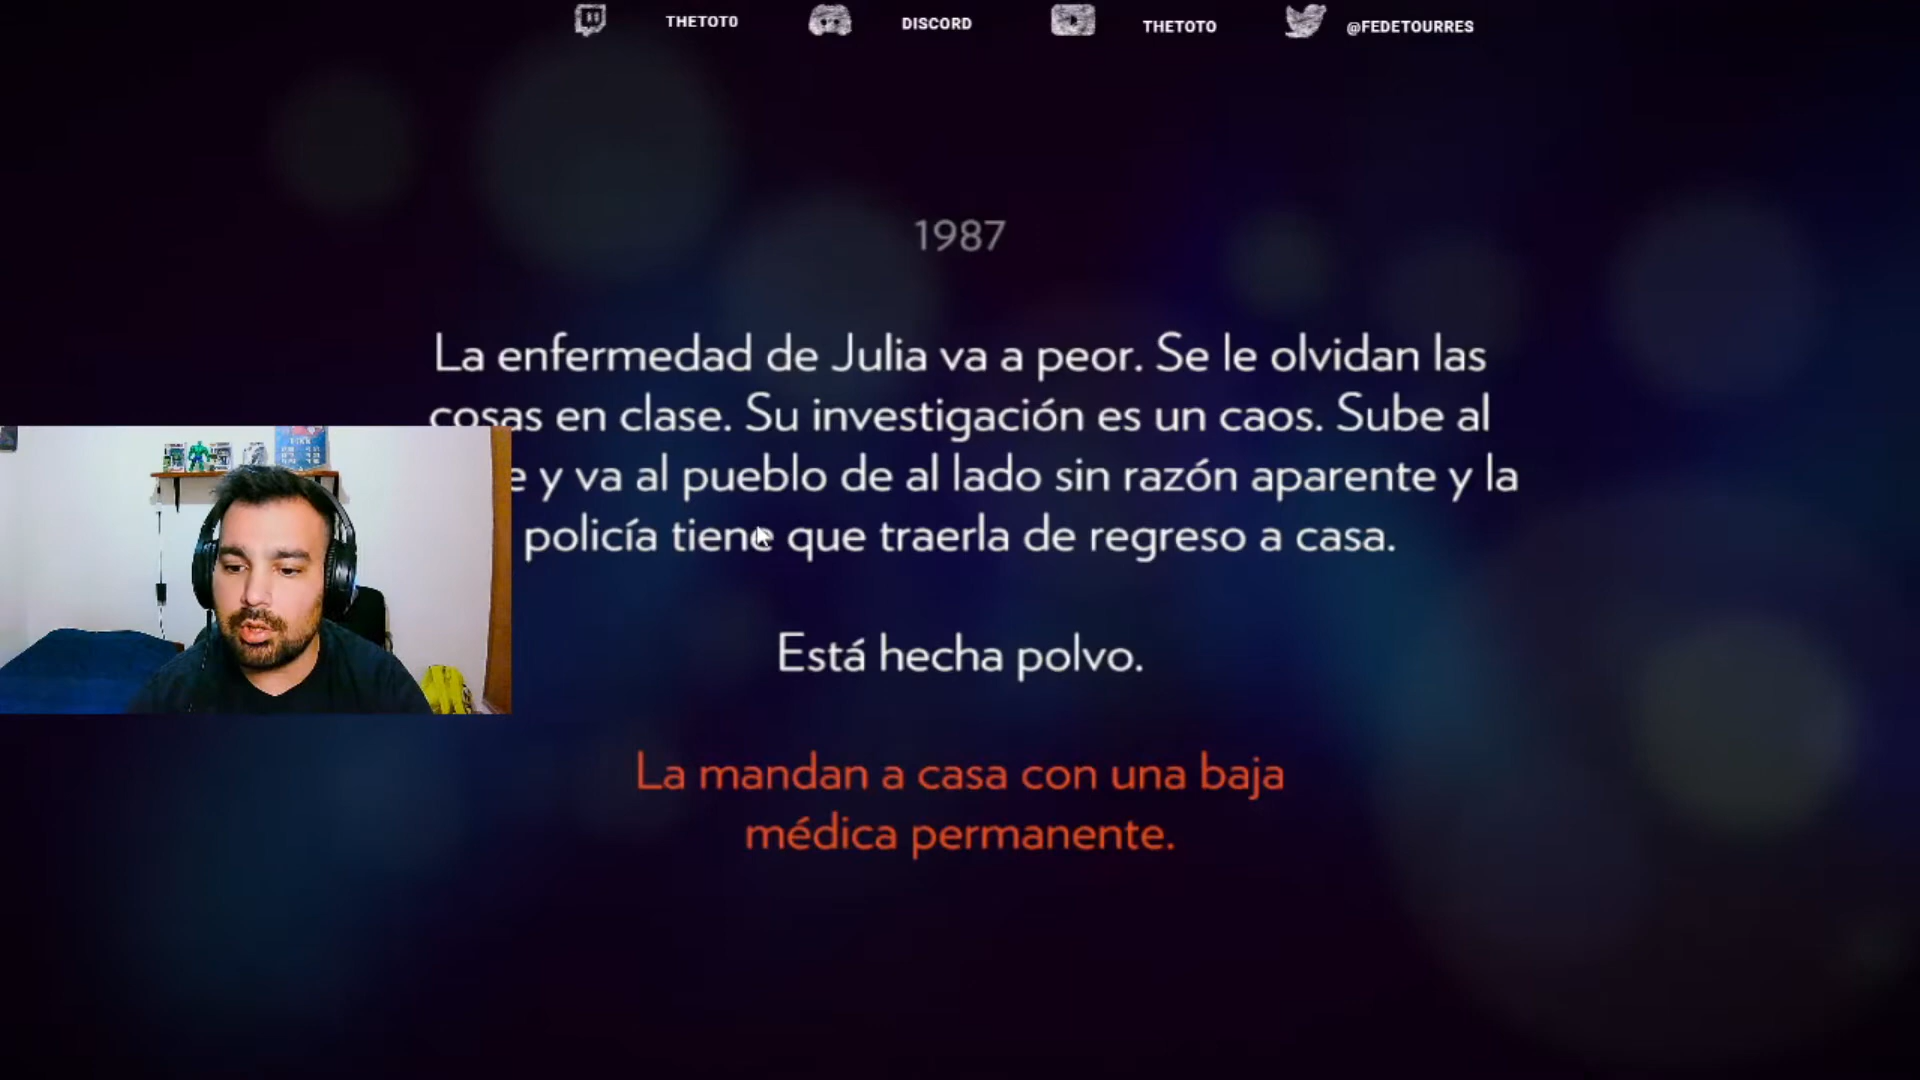 THETOT0 DISCORD THETOTO @FEDETOURRES
1987
La enfermedad de Julia va a peor. Se le olvidan las
cosas en clase. Su investigación es un caos. Sube al
y va al pueblo de al lado sin razón aparente y la
policía tiene que traerla de regreso a casa.
Está hecha polvo.
La mandan a casa con una baja
médica permanente.